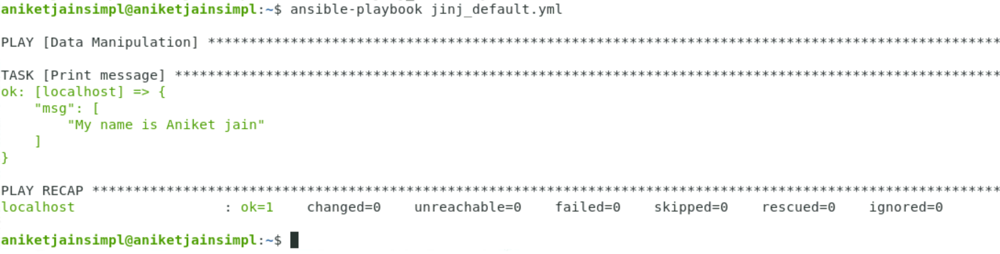 aniketjainsimpl@aniketjainsimpl:~$ ansible-playbook jinj_default.yml
PLAY [Data Manipulation] ************************************************************************************************
TASK [Print message] ****************************************************************************************************
ok: [localhost] => {
    "msg": [
        "My name is Aniket jain"
    ]
}
PLAY RECAP **************************************************************************************************************
localhost                  : ok=1    changed=0    unreachable=0    failed=0    skipped=0    rescued=0    ignored=0
aniketjainsimpl@aniketjainsimpl:~$